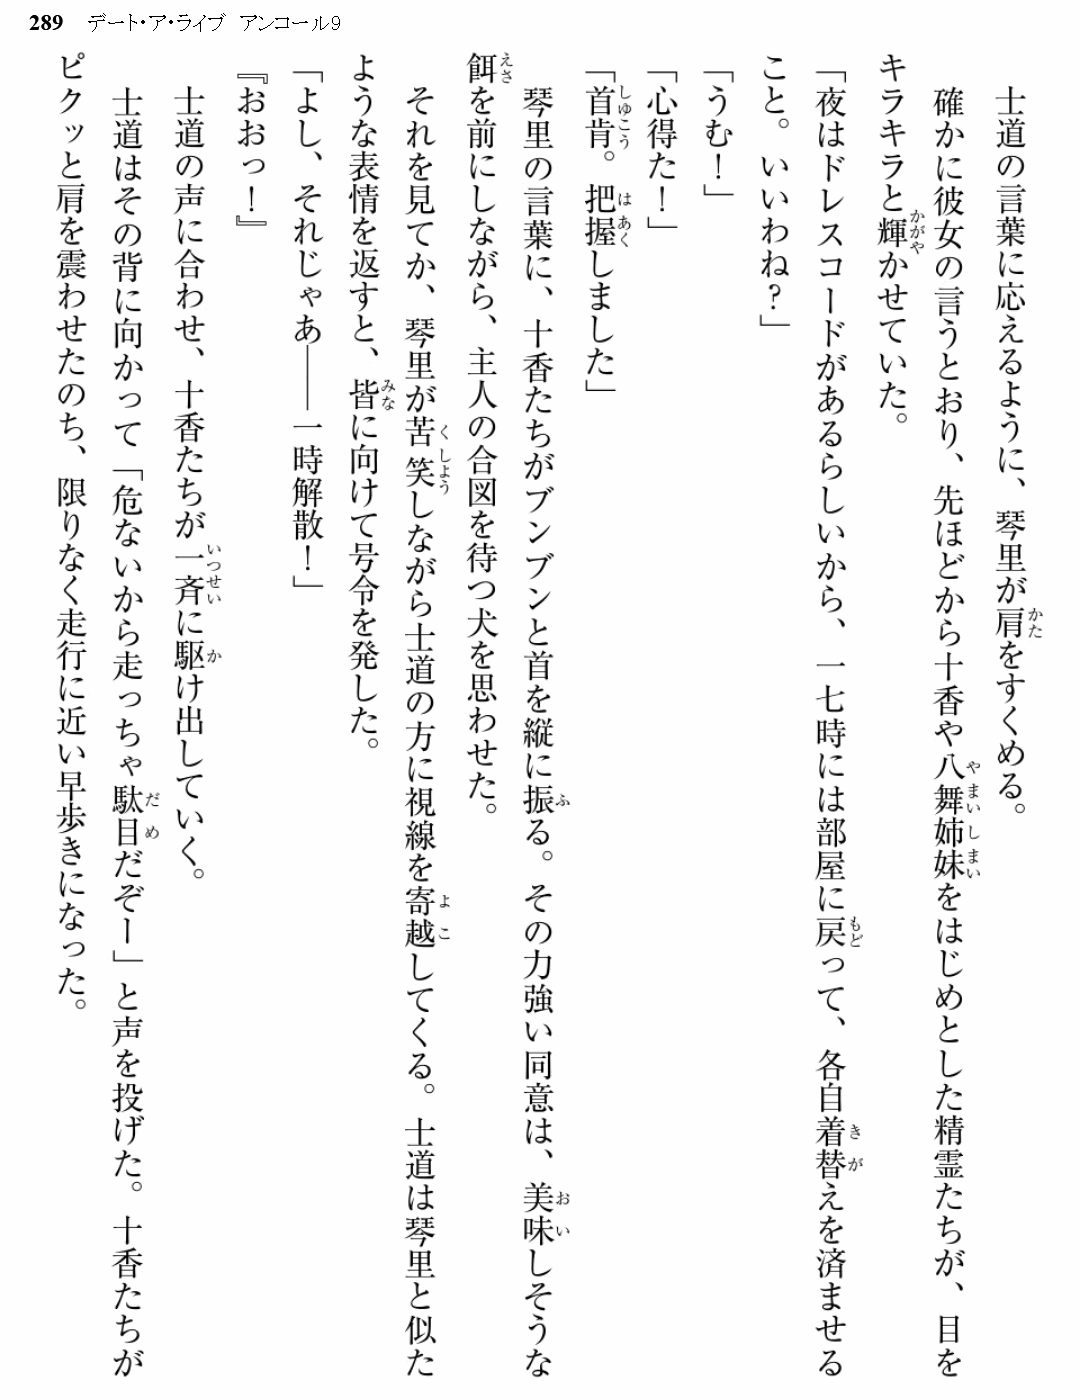 289 デート・ア・ライブ アンコール9
士道の言葉に応えるように、琴里が肩をすくめる。
確かに彼女の言うとおり、先ほどから十香や八舞姉妹をはじめとした精霊たちが、目を
キラキラと輝かせていた。
「夜はドレスコードがあるらしいから、一七時には部屋に戻って、各自着替えを済ませる
こと。いいわね?」
「うむ!」
「心得た!」
「首肯。把握しました」
琴里の言葉に、十香たちがブンブンと首を縦に振る。その力強い同意は、美味しそうな
餌を前にしながら、主人の合図を待つ犬を思わせた。
それを見てか、琴里が苦笑しながら士道の方に視線を寄越してくる。士道は琴里と似た
ような表情を返すと、皆に向けて号令を発した。
「よし、それじゃあ――一時解散!」
『おおっ!』
士道の声に合わせ、十香たちが一斉に駆け出していく。
士道はその背に向かって「危ないから走っちゃ駄目だぞー」と声を投げた。十香たちが
ピクッと肩を震わせたのち、限りなく走行に近い早歩きになった。